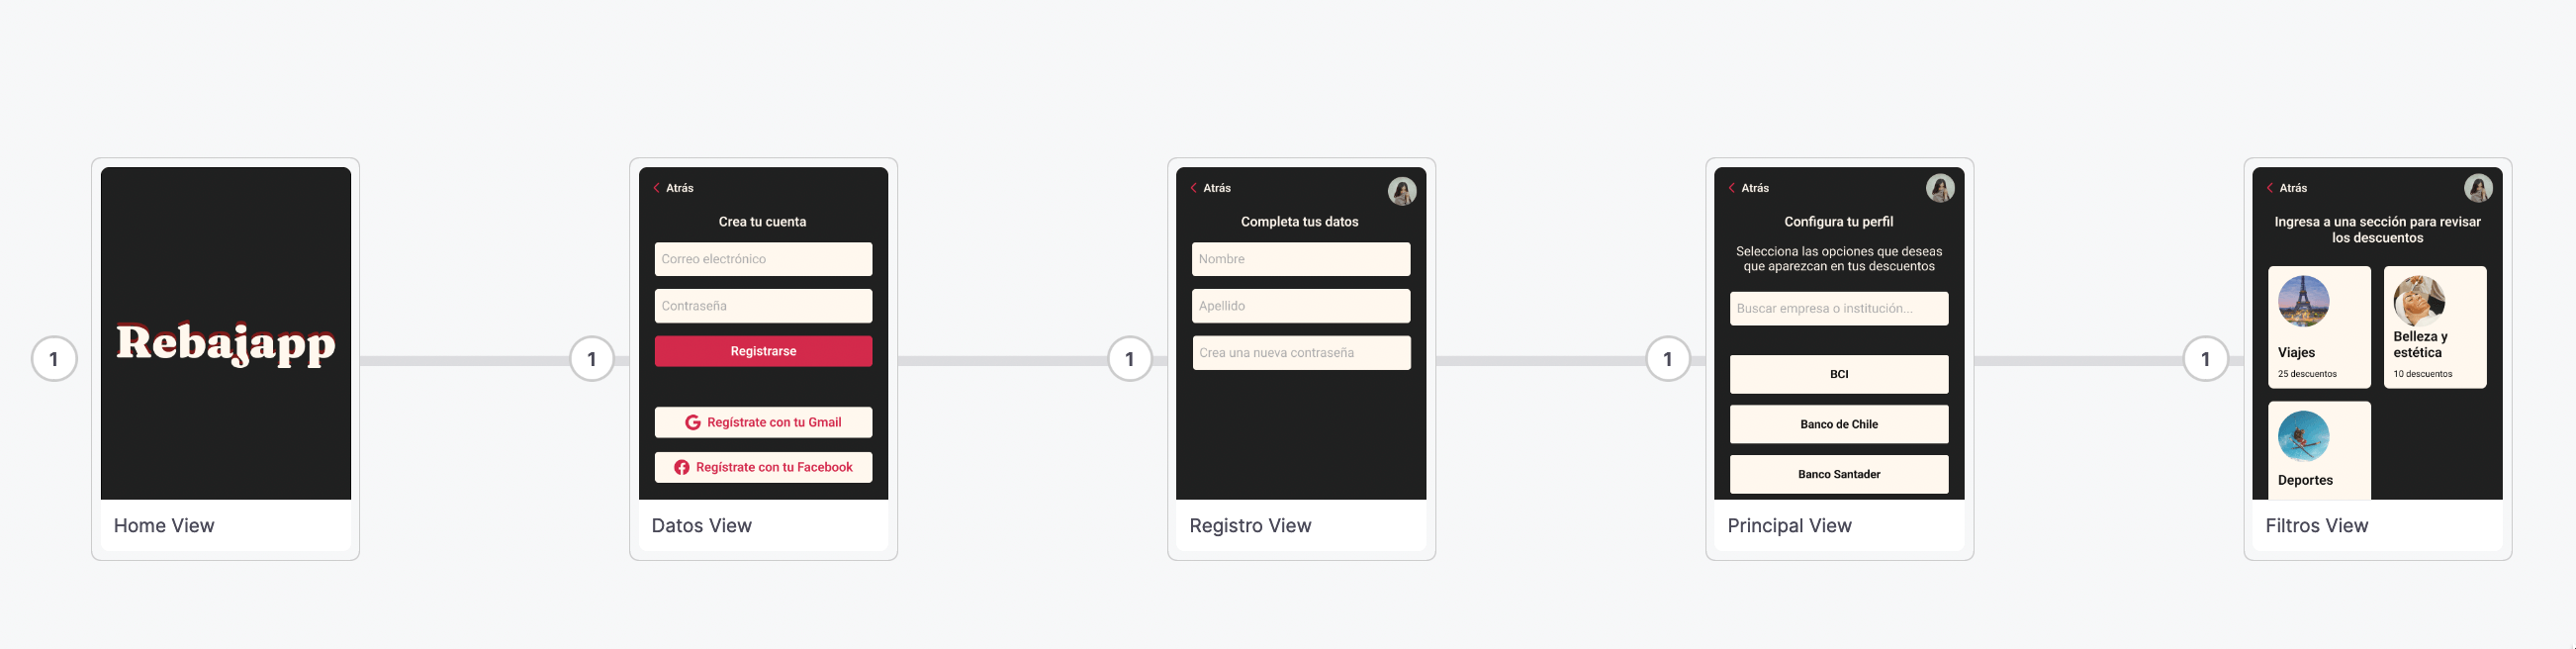 1
Rebajapp
Home View
1
Atrás
Crea tu cuenta
Correo electrónico
Contraseña
Registrarse
Regístrate con tu Gmail
Regístrate con tu Facebook
Datos View
1
Atrás
Completa tus datos
Nombre
Apellido
Crea una nueva contraseña
Registro View
1
Atrás
Configura tu perfil
Selecciona las opciones que deseas
que aparezcan en tus descuentos
Buscar empresa o institución...
BCI
Banco de Chile
Banco Santader
Principal View
1
Atrás
Ingresa a una sección para revisar
los descuentos
Viajes
25 descuentos
Belleza y
estética
10 descuentos
Deportes
Filtros View